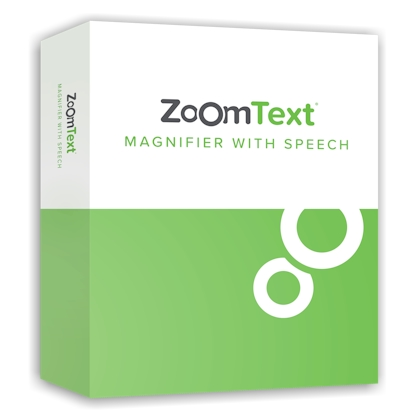 ZoomText
MAGNIFIER WITH SPEECH
ZoomText
MAGNIFIER WITH SPEECH